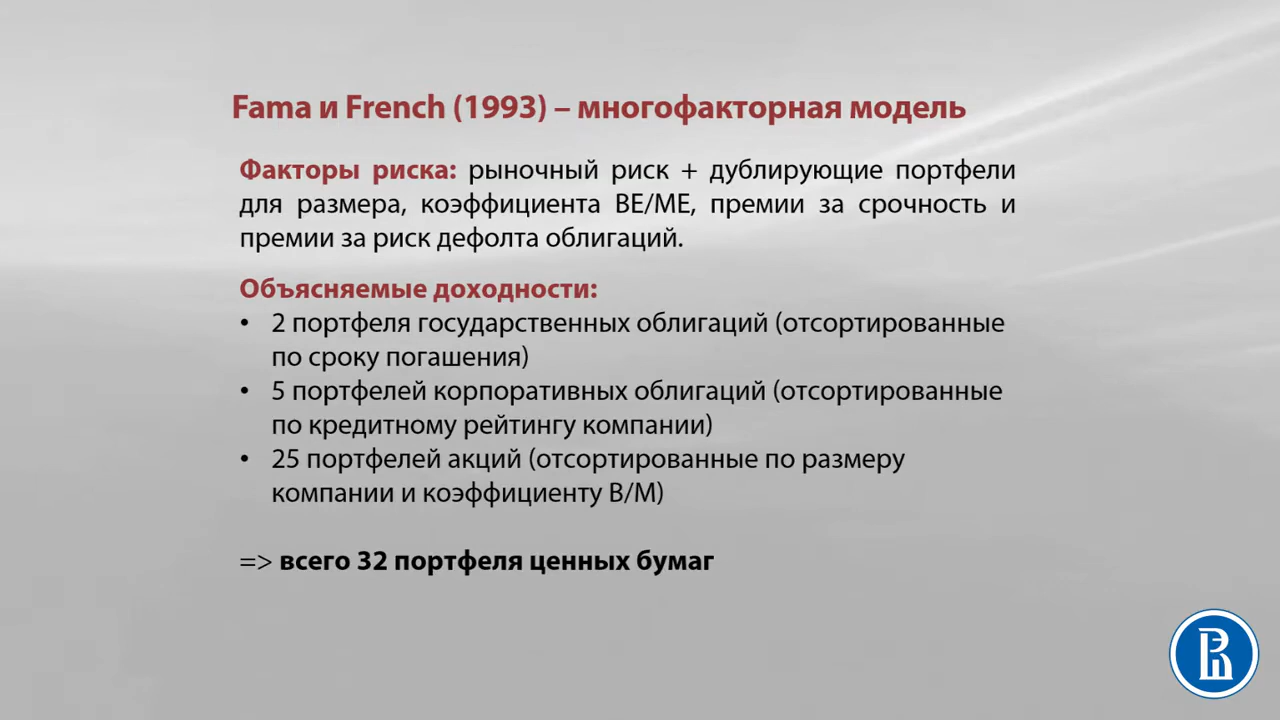 Fama и French (1993) – многофакторная модель
Факторы риска: рыночный риск + дублирующие портфели
для размера, коэффициента BE/ME, премии за срочность и
премии за риск дефолта облигаций.
Объясняемые доходности:
• 2 портфеля государственных облигаций (отсортированные
по сроку погашения)
• 5 портфелей корпоративных облигаций (отсортированные
по кредитному рейтингу компании)
• 25 портфелей акций (отсортированные по размеру
компании и коэффициенту B/M)
=> всего 32 портфеля ценных бумаг